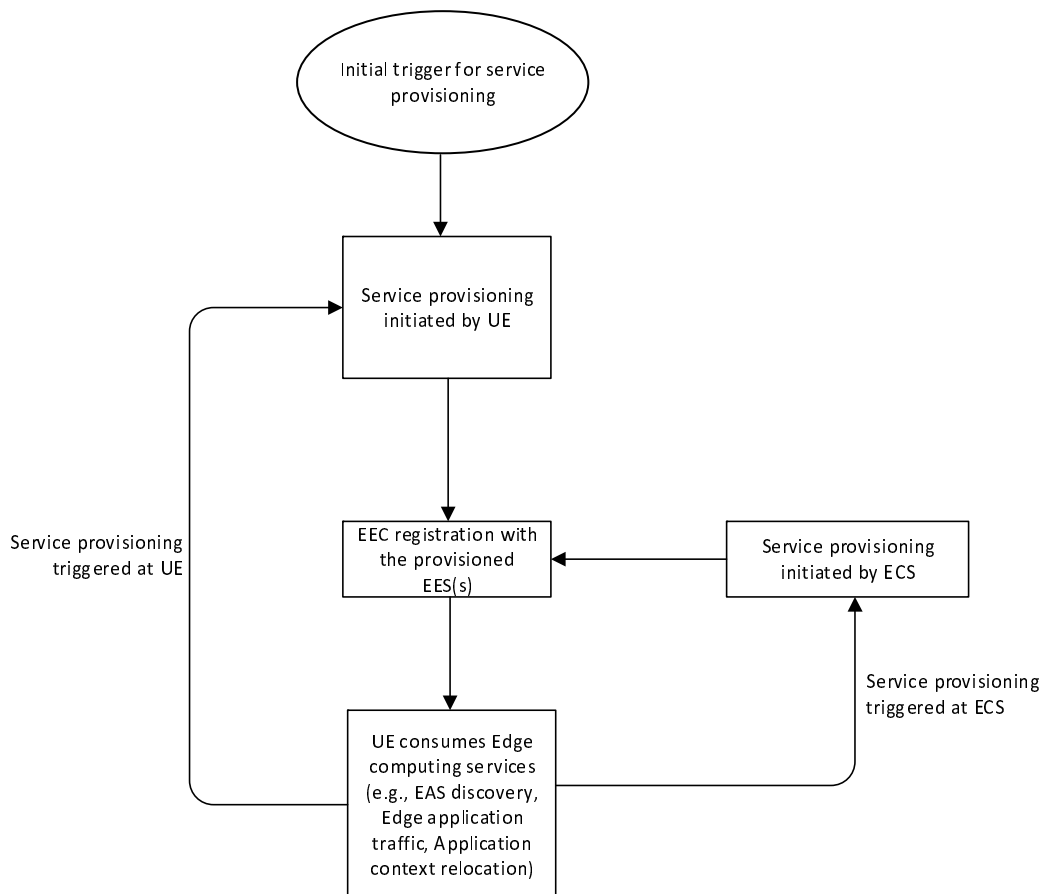 Initial trigger for service
provisioning
Service provisioning
initiated by UE
Service provisioning
triggered at UE
EEC registration with
the provisioned
EES(s)
Service provisioning
initiated by ECS
Service provisioning
triggered at ECS
UE consumes Edge
computing services
(e.g., EAS discovery,
Edge application
traffic, Application
context relocation)